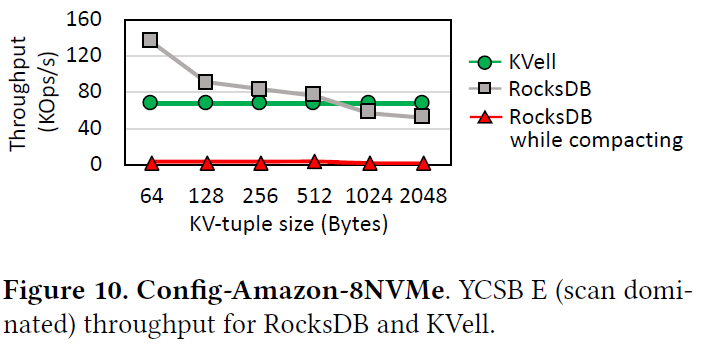 160
120
80
40
0
Throughput
(KOps/s)
64 128 256 512 1024 2048
KV-tuple size (Bytes)
KVell
RocksDB
RocksDB
while compacting
Figure 10. Config-Amazon-8NVMe. YCSB E (scan domi-
nated) throughput for RocksDB and KVell.